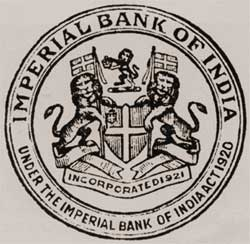 IMPERIAL BANK OF INDIA
INCORPORATED 1921
UNDER THE IMPERIAL BANK OF INDIA ACT 1920